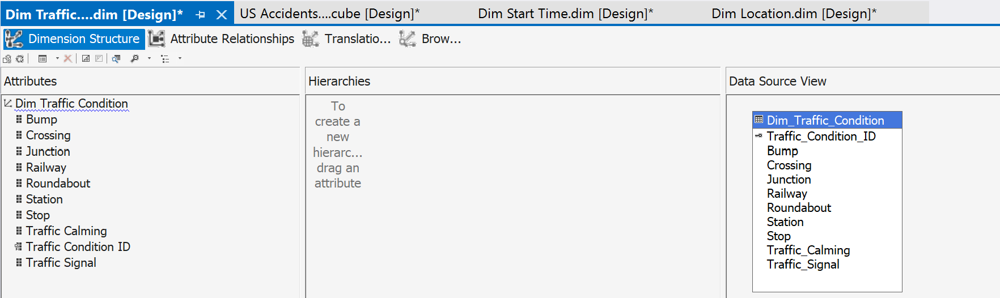 Dim Traffic....dim [Design]* US Accidents....cube [Design]* Dim Start Time.dim [Design]* Dim Location.dim [Design]*
Dimension Structure Attribute Relationships Translatio... Brow...
Attributes
Dim Traffic Condition
Bump
Crossing
Junction
Railway
Roundabout
Station
Stop
Traffic Calming
Traffic Condition ID
Traffic Signal
Hierarchies
To
create a
new
hierarc...
drag an
attribute
Data Source View
Dim_Traffic_Condition
Traffic_Condition_ID
Bump
Crossing
Junction
Railway
Roundabout
Station
Stop
Traffic_Calming
Traffic_Signal